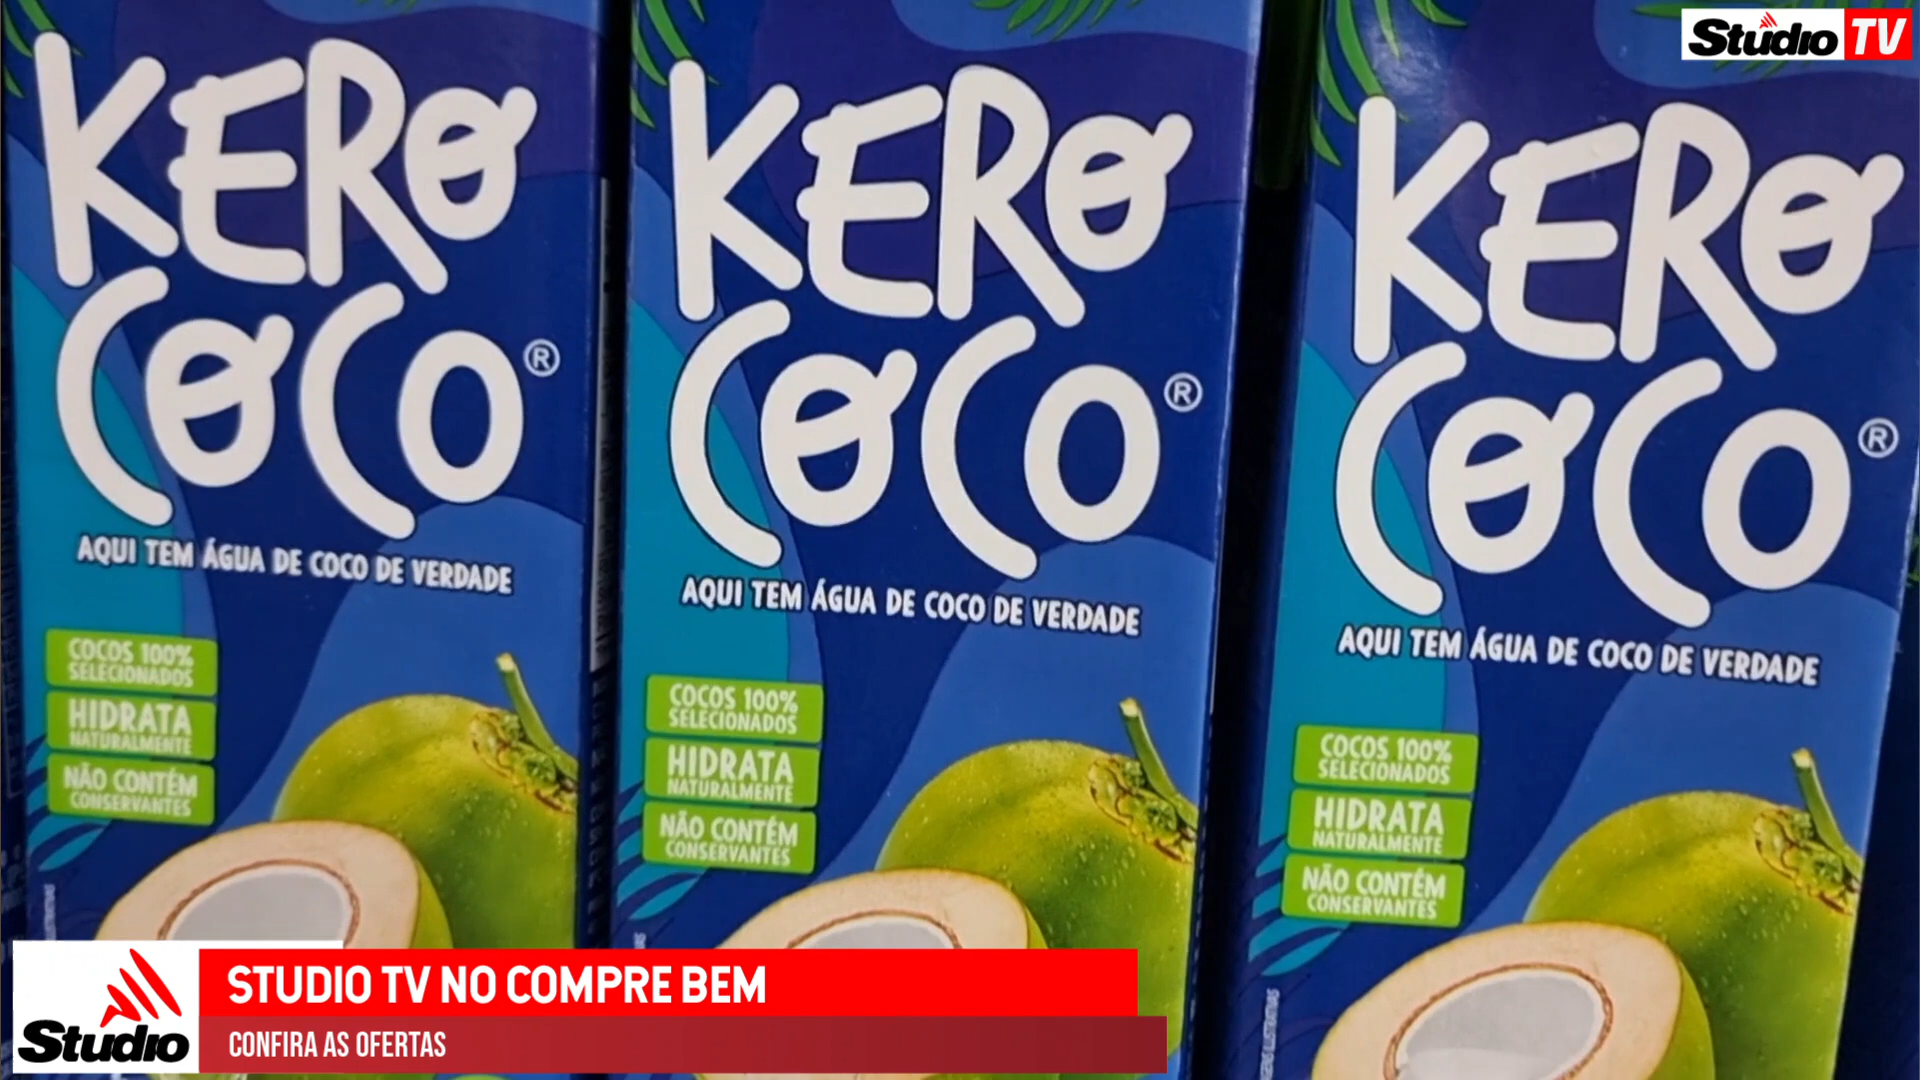 Studio TV
KERO
COCO®
AQUI TEM ÁGUA DE COCO DE VERDADE
COCOS 100%
SELECIONADOS
HIDRATA
NATURALMENTE
NÃO CONTÉM
CONSERVANTES
KERO
COCO®
AQUI TEM ÁGUA DE COCO DE VERDADE
COCOS 100%
SELECIONADOS
HIDRATA
NATURALMENTE
NÃO CONTÉM
CONSERVANTES
KERO
COCO®
AQUI TEM ÁGUA DE COCO DE VERDADE
COCOS 100%
SELECIONADOS
HIDRATA
NATURALMENTE
NÃO CONTÉM
CONSERVANTES
Studio
STUDIO TV NO COMPRE BEM
CONFIRA AS OFERTAS